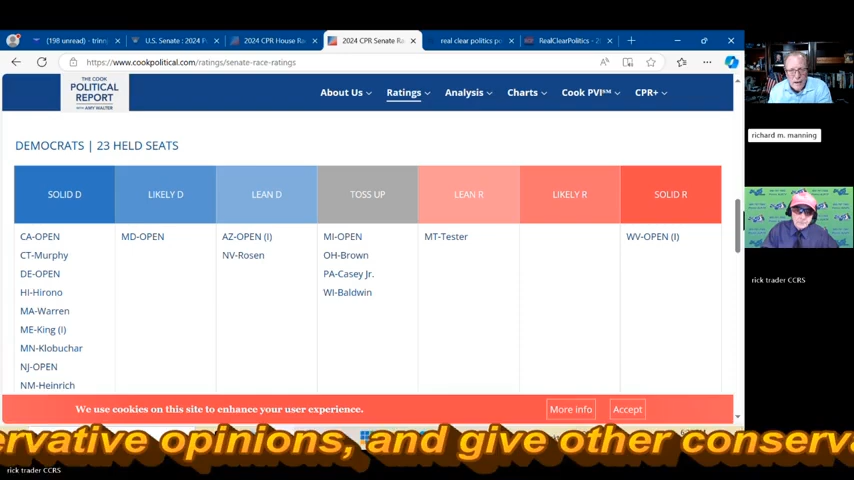 (198 unread) - trinn
U.S. Senate : 2024 P
2024 CPR House Ra
2024 CPR Senate Ra
real clear politics po
RealClearPolitics - 2
https://www.cookpolitical.com/ratings/senate-race-ratings
THE COOK
POLITICAL
REPORT
WITH AMY WALTER
About Us
Ratings
Analysis
Charts
Cook PVI℠
CPR+
richard m. manning
DEMOCRATS | 23 HELD SEATS
SOLID D LIKELY D LEAN D TOSS UP LEAN R LIKELY R SOLID R
CA-OPEN MD-OPEN AZ-OPEN (I) MI-OPEN MT-Tester WV-OPEN (I)
CT-Murphy NV-Rosen OH-Brown
DE-OPEN PA-Casey Jr.
HI-Hirono WI-Baldwin
MA-Warren
ME-King (I)
MN-Klobuchar
NJ-OPEN
NM-Heinrich
rick trader CCRS
We use cookies on this site to enhance your user experience.
More info
Accept
ervative opinions, and give other conserva
rick trader CCRS